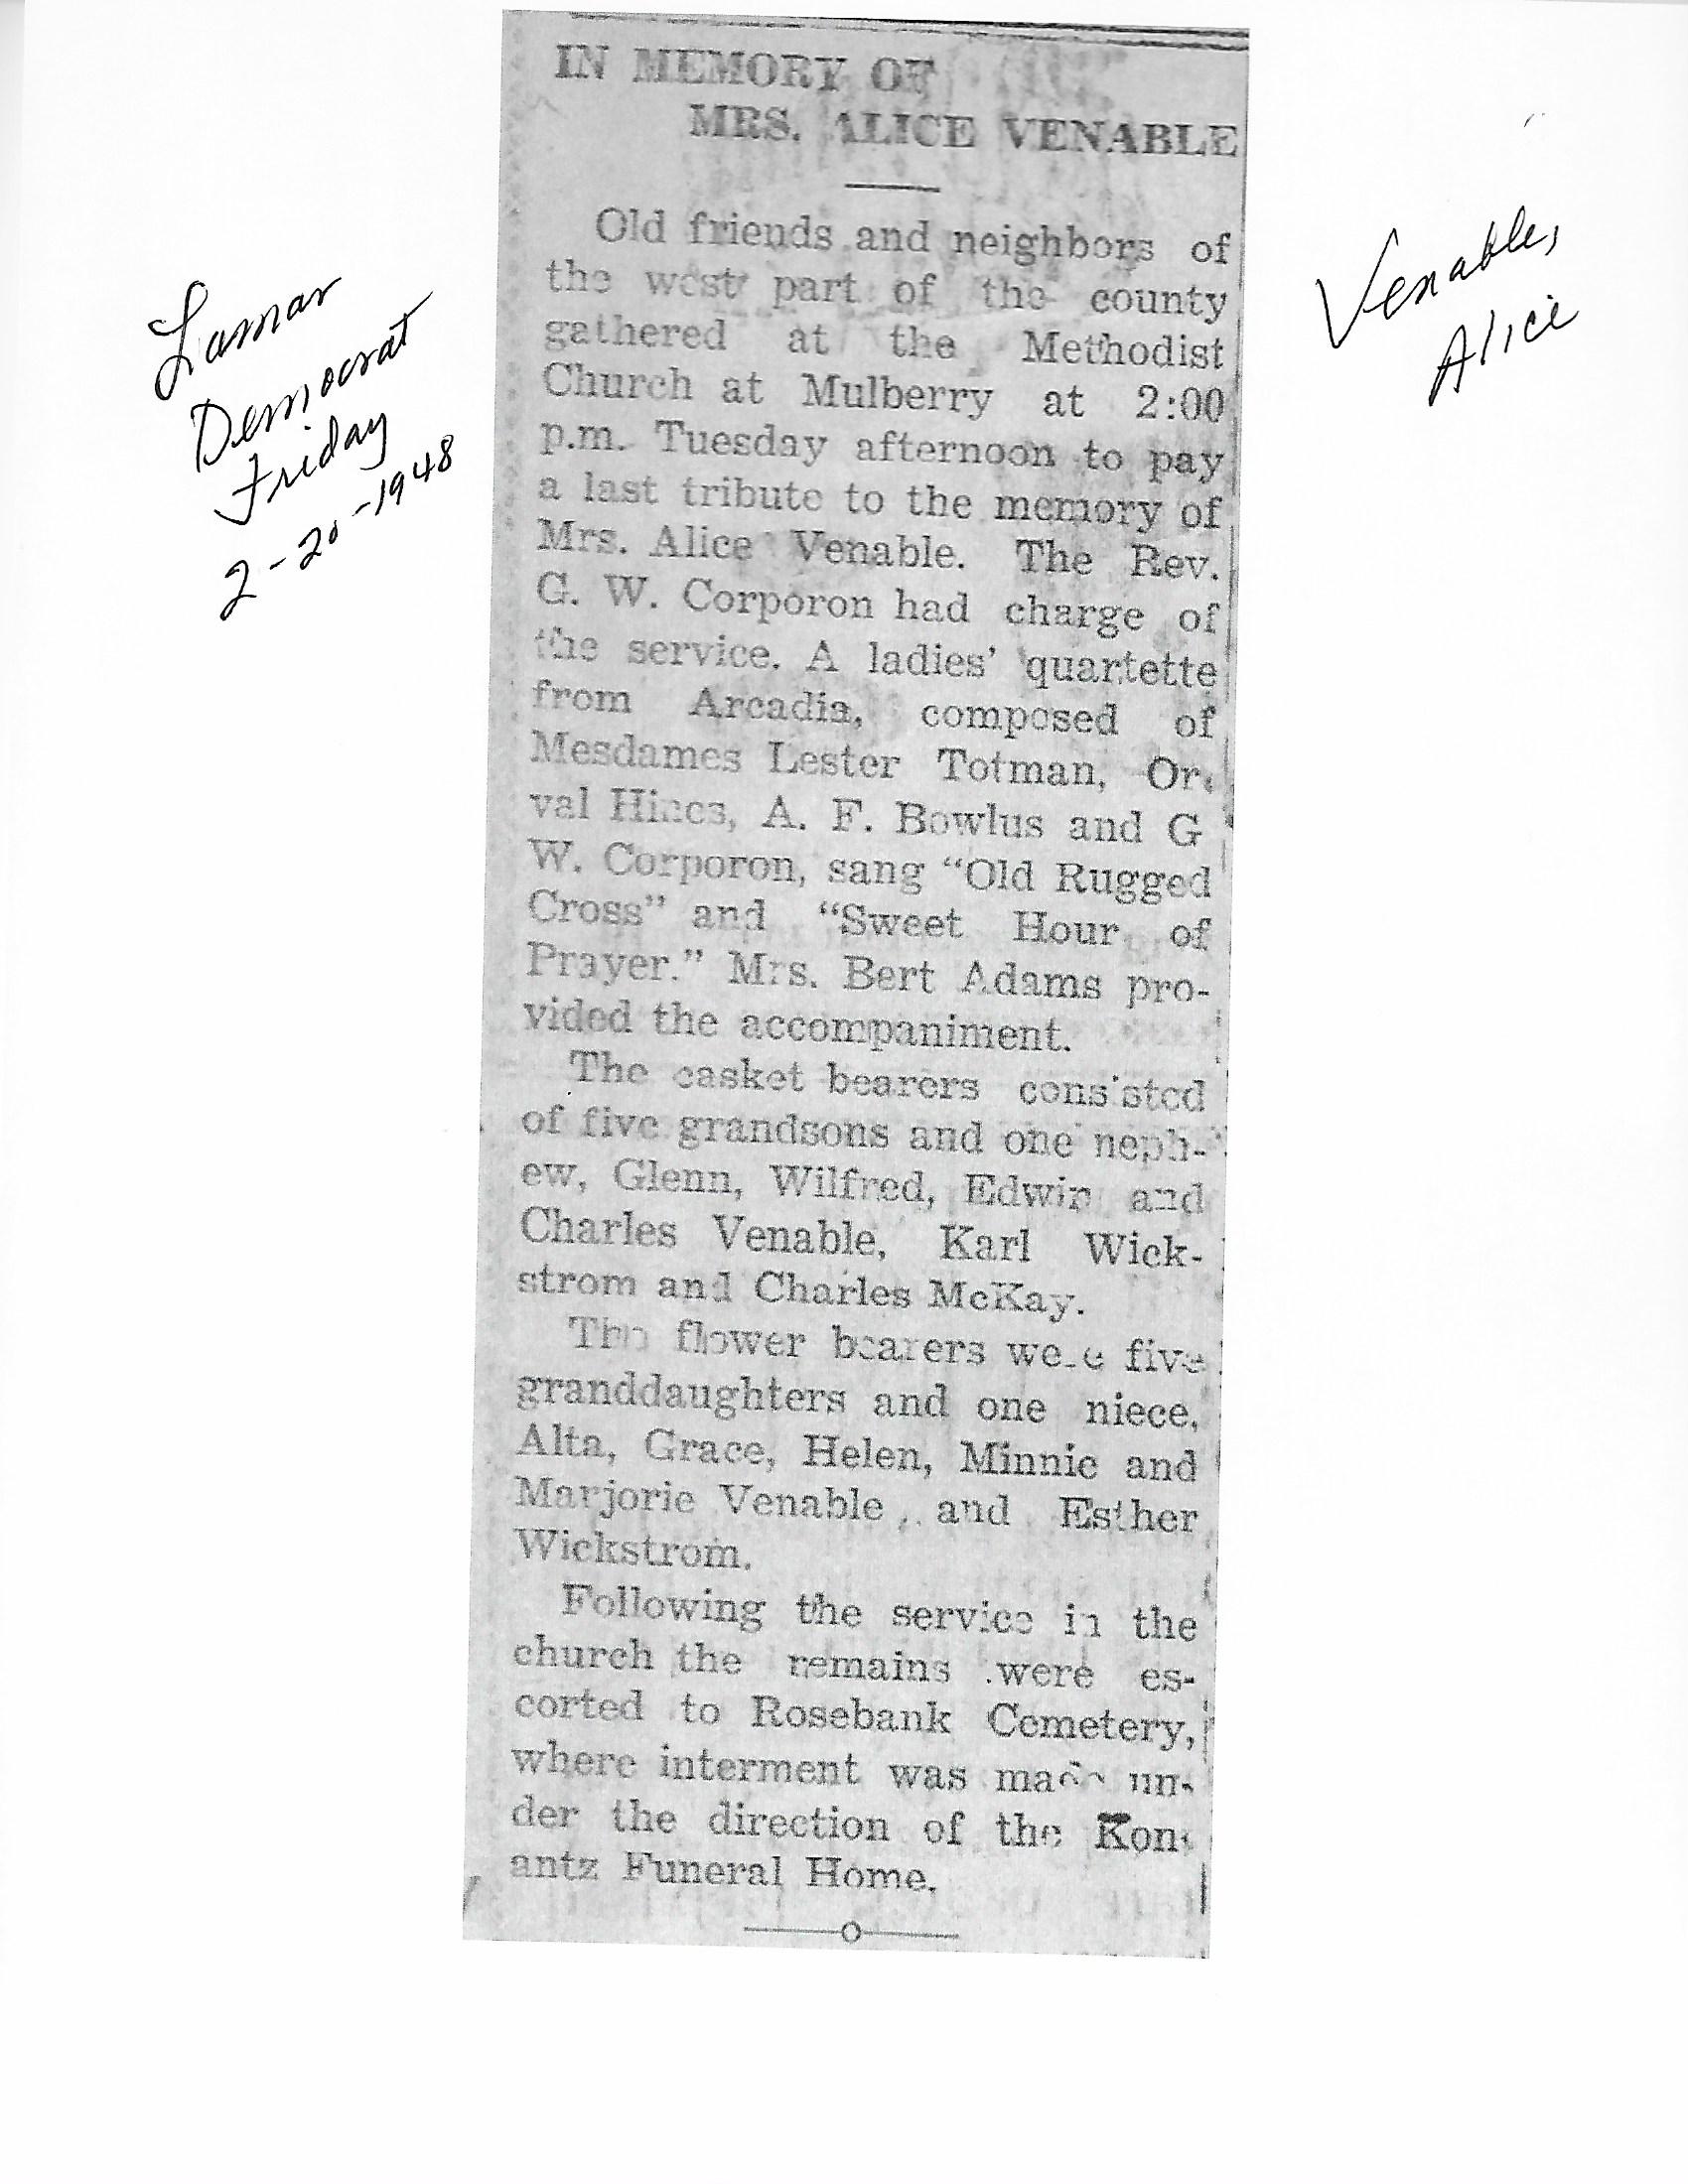 IN MEMORY OF
MRS. ALICE VENABLE
Old friends and neighbors of
the west part of the county
gathered at the Methodist
Church at Mulberry at 2:00
p.m. Tuesday afternoon to pay
a last tribute to the memory of
Mrs. Alice Venable. The Rev.
G. W. Corporon had charge of
the service. A ladies' quartette
from Arcadia, composed of
Mesdames Lester Totman, Or-
val Hines, A. F. Bowlus and G
W. Corporon, sang "Old Rugged
Cross" and "Sweet Hour of
Prayer." Mrs. Bert Adams pro-
vided the accompaniment.
The casket bearers consisted
of five grandsons and one neph-
ew, Glenn, Wilfred, Edwin and
Charles Venable, Karl Wick-
strom and Charles McKay.
The flower bearers were five
granddaughters and one niece,
Alta, Grace, Helen, Minnie and
Marjorie Venable, and Esther
Wickstrom.
Following the service in the
church the remains were es-
corted to Rosebank Cemetery,
where interment was made un-
der the direction of the Kon-
antz Funeral Home.
Lamar
Democrat
Friday
2-20-1948
Venable,
Alice